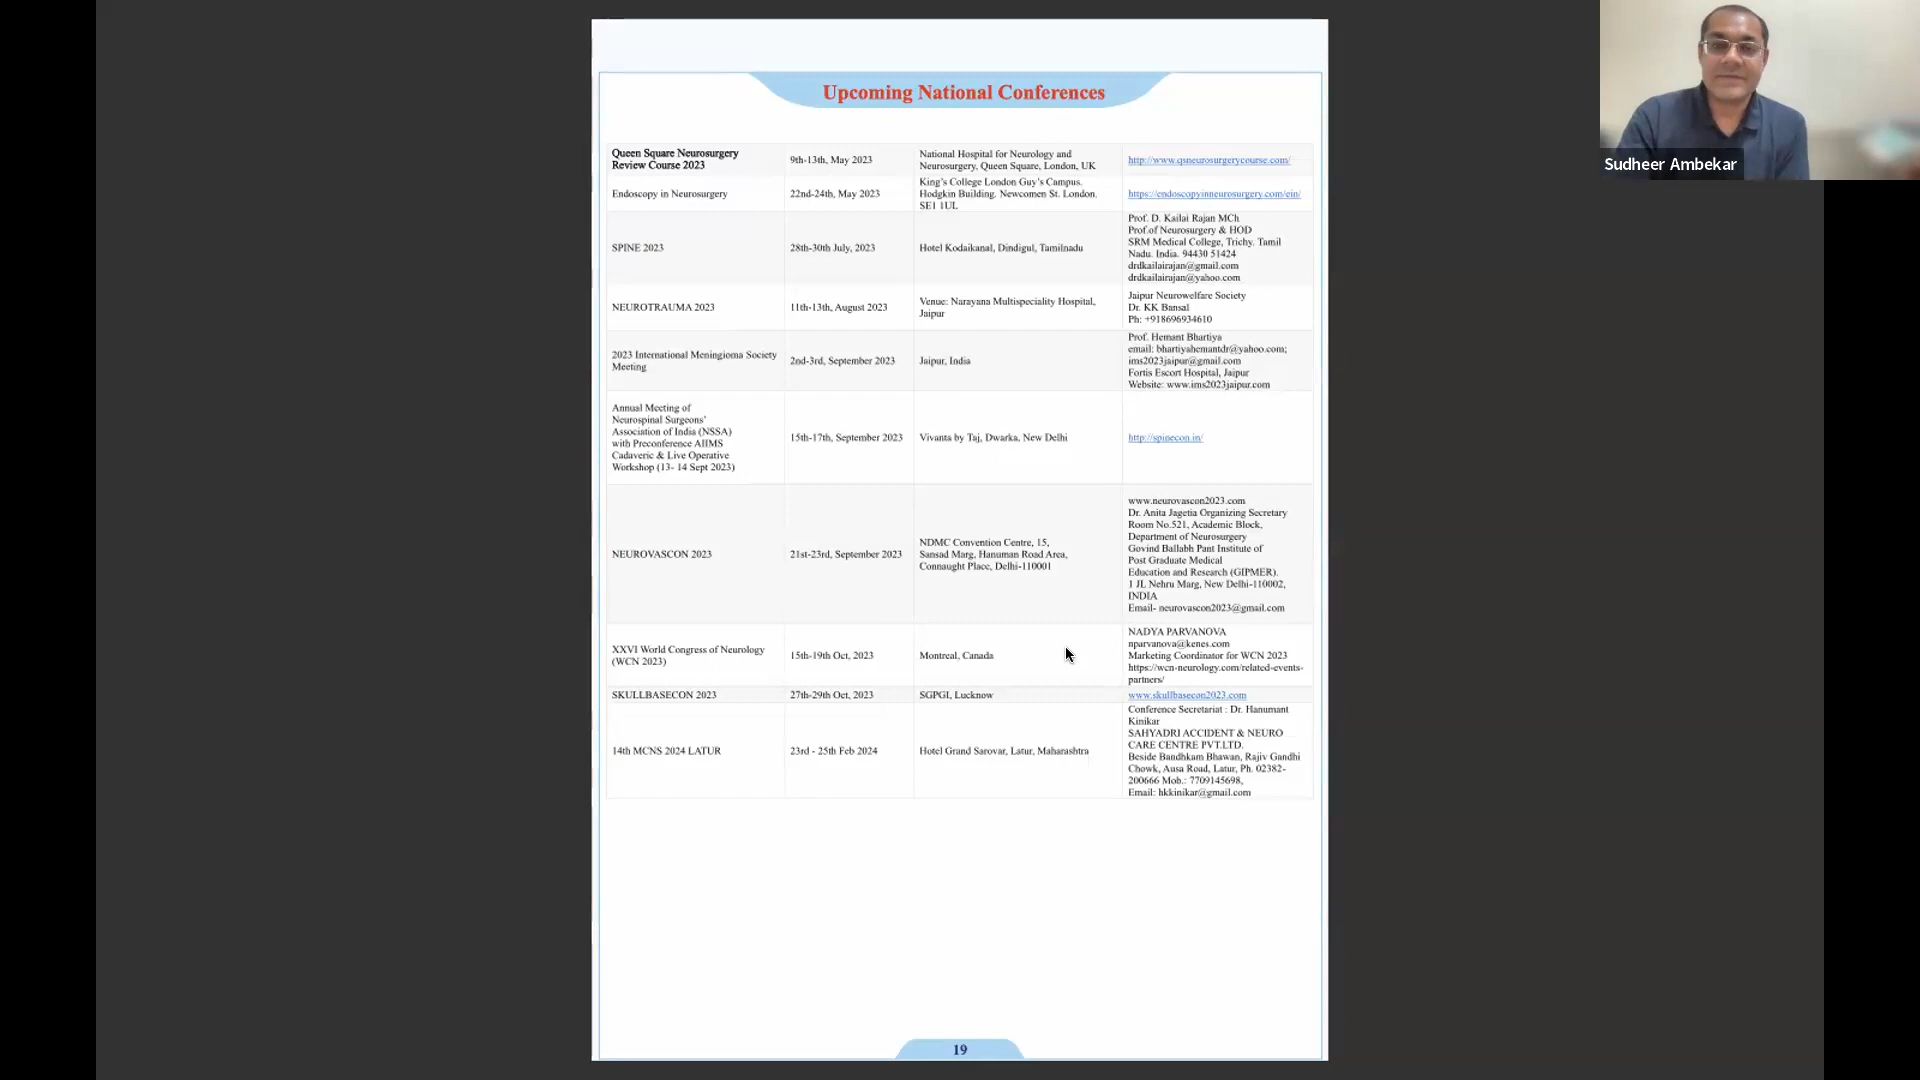 Upcoming National Conferences
Queen Square Neurosurgery
Review Course 2023
9th-13th, May 2023
National Hospital for Neurology and
Neurosurgery, Queen Square, London, UK
http://www.qsneurosurgerycourse.com/
Endoscopy in Neurosurgery
22nd-24th, May 2023
King's College London Guy's Campus.
Hodgkin Building. Newcomen St. London.
SE1 1UL
https://endoscopyinneurosurgery.com/ein/
SPINE 2023
28th-30th July, 2023
Hotel Kodaikanal, Dindigul, Tamilnadu
Prof. D. Kailai Rajan MCh
Prof.of Neurosurgery & HOD
SRM Medical College, Trichy. Tamil
Nadu. India. 94430 51424
drdkailairajan@gmail.com
drdkailairajan@yahoo.com
NEUROTRAUMA 2023
11th-13th, August 2023
Venue: Narayana Multispeciality Hospital,
Jaipur
Jaipur Neurowelfare Society
Dr. KK Bansal
Ph: +918696934610
2023 International Meningioma Society
Meeting
2nd-3rd, September 2023
Jaipur, India
Prof. Hemant Bhartiya
email: bhartiyahemantdr@yahoo.com;
ims2023jaipur@gmail.com
Fortis Escort Hospital, Jaipur
Website: www.ims2023jaipur.com
Annual Meeting of
Neurospinal Surgeons'
Association of India (NSSA)
with Preconference AIIMS
Cadaveric & Live Operative
Workshop (13- 14 Sept 2023)
15th-17th, September 2023
Vivanta by Taj, Dwarka, New Delhi
http://spinecon.in/
NEUROVASCON 2023
21st-23rd, September 2023
NDMC Convention Centre, 15,
Sansad Marg, Hanuman Road Area,
Connaught Place, Delhi-110001
www.neurovascon2023.com
Dr. Anita Jagetia Organizing Secretary
Room No.521, Academic Block,
Department of Neurosurgery
Govind Ballabh Pant Institute of
Post Graduate Medical
Education and Research (GIPMER).
1 JL Nehru Marg, New Delhi-110002,
INDIA
Email- neurovascon2023@gmail.com
XXVI World Congress of Neurology
(WCN 2023)
15th-19th Oct, 2023
Montreal, Canada
NADYA PARVANOVA
nparvanova@kenes.com
Marketing Coordinator for WCN 2023
https://wcn-neurology.com/related-events-
partners/
SKULLBASECON 2023
27th-29th Oct, 2023
SGPGI, Lucknow
www.skullbasecon2023.com
14th MCNS 2024 LATUR
23rd - 25th Feb 2024
Hotel Grand Sarovar, Latur, Maharashtra
Conference Secretariat : Dr. Hanumant
Kinikar
SAHYADRI ACCIDENT & NEURO
CARE CENTRE PVT.LTD.
Beside Bandhkam Bhawan, Rajiv Gandhi
Chowk, Ausa Road, Latur, Ph. 02382-
200666 Mob.: 7709145698,
Email: hkkinikar@gmail.com
19
Sudheer Ambekar